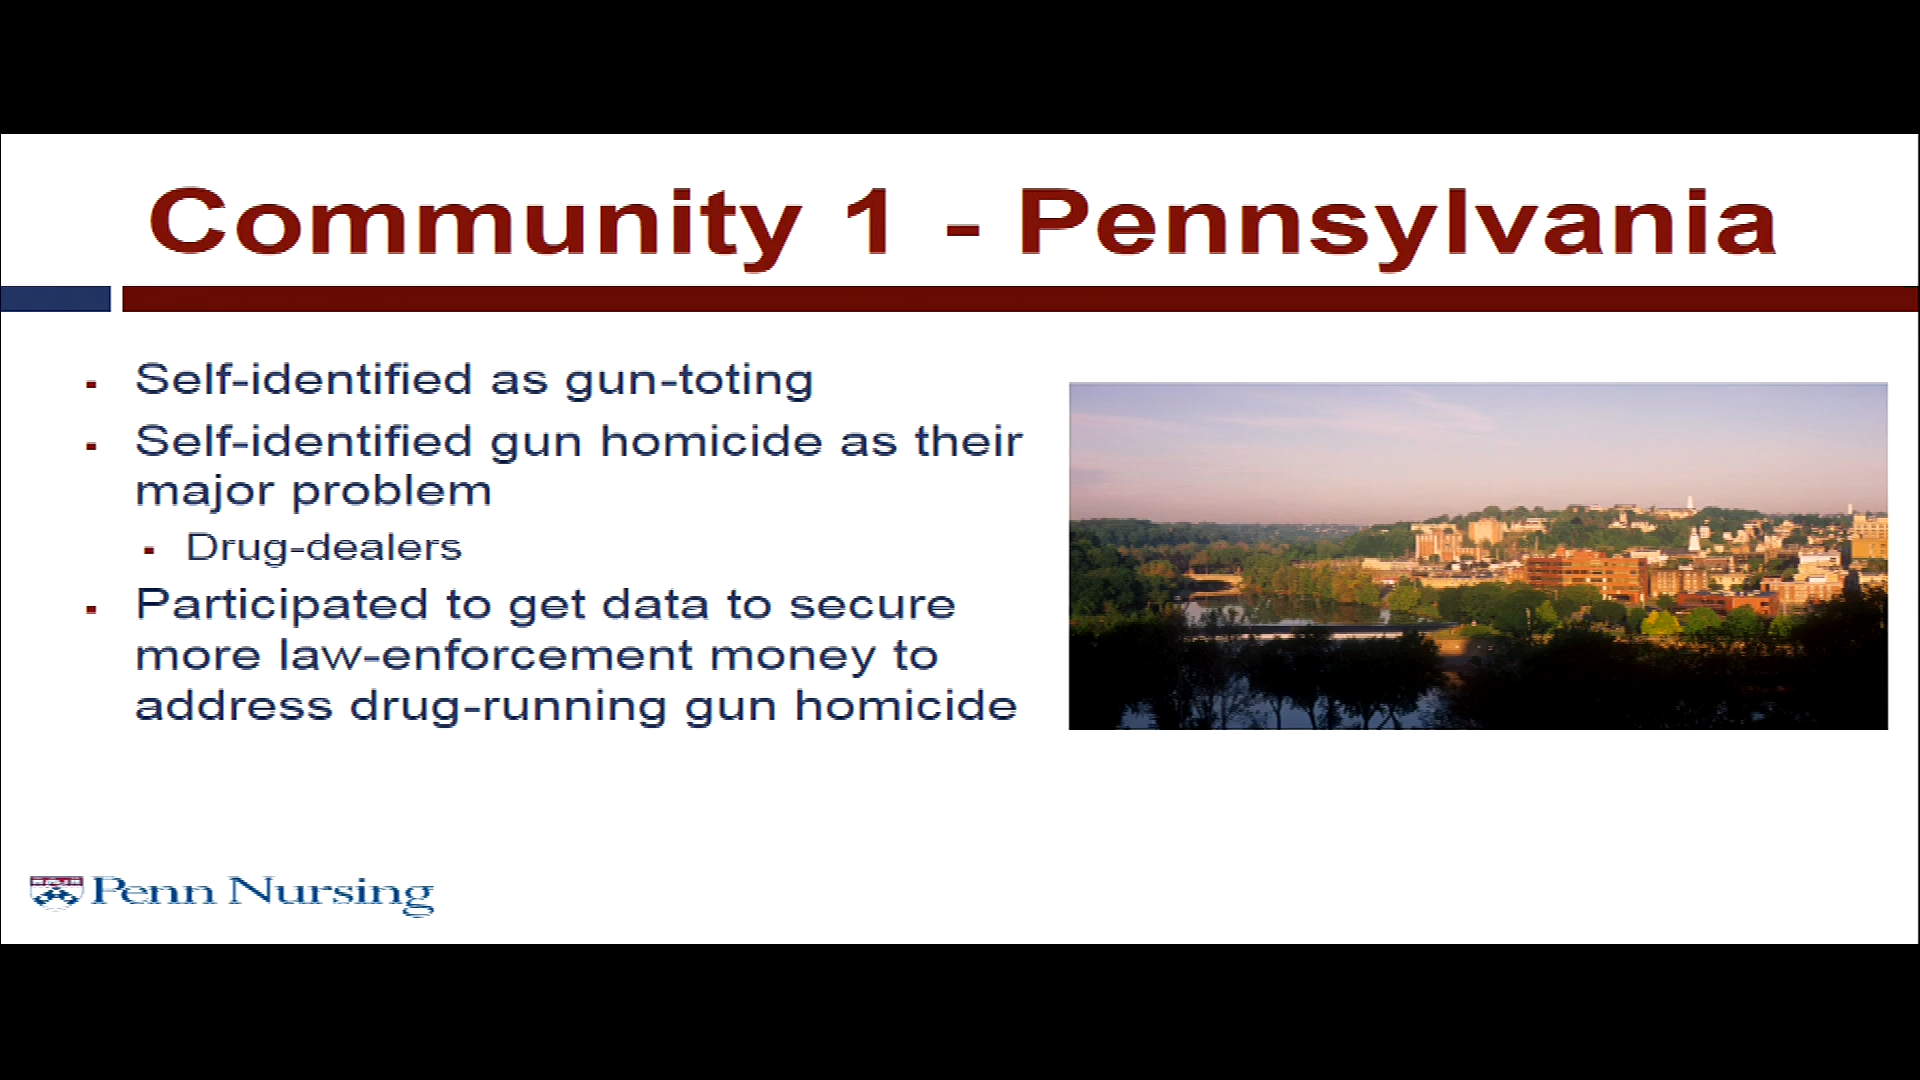 Community 1 - Pennsylvania
Self-identified as gun-toting
Self-identified gun homicide as their
major problem
Drug-dealers
Participated to get data to secure
more law-enforcement money to
address drug-running gun homicide
Penn Nursing